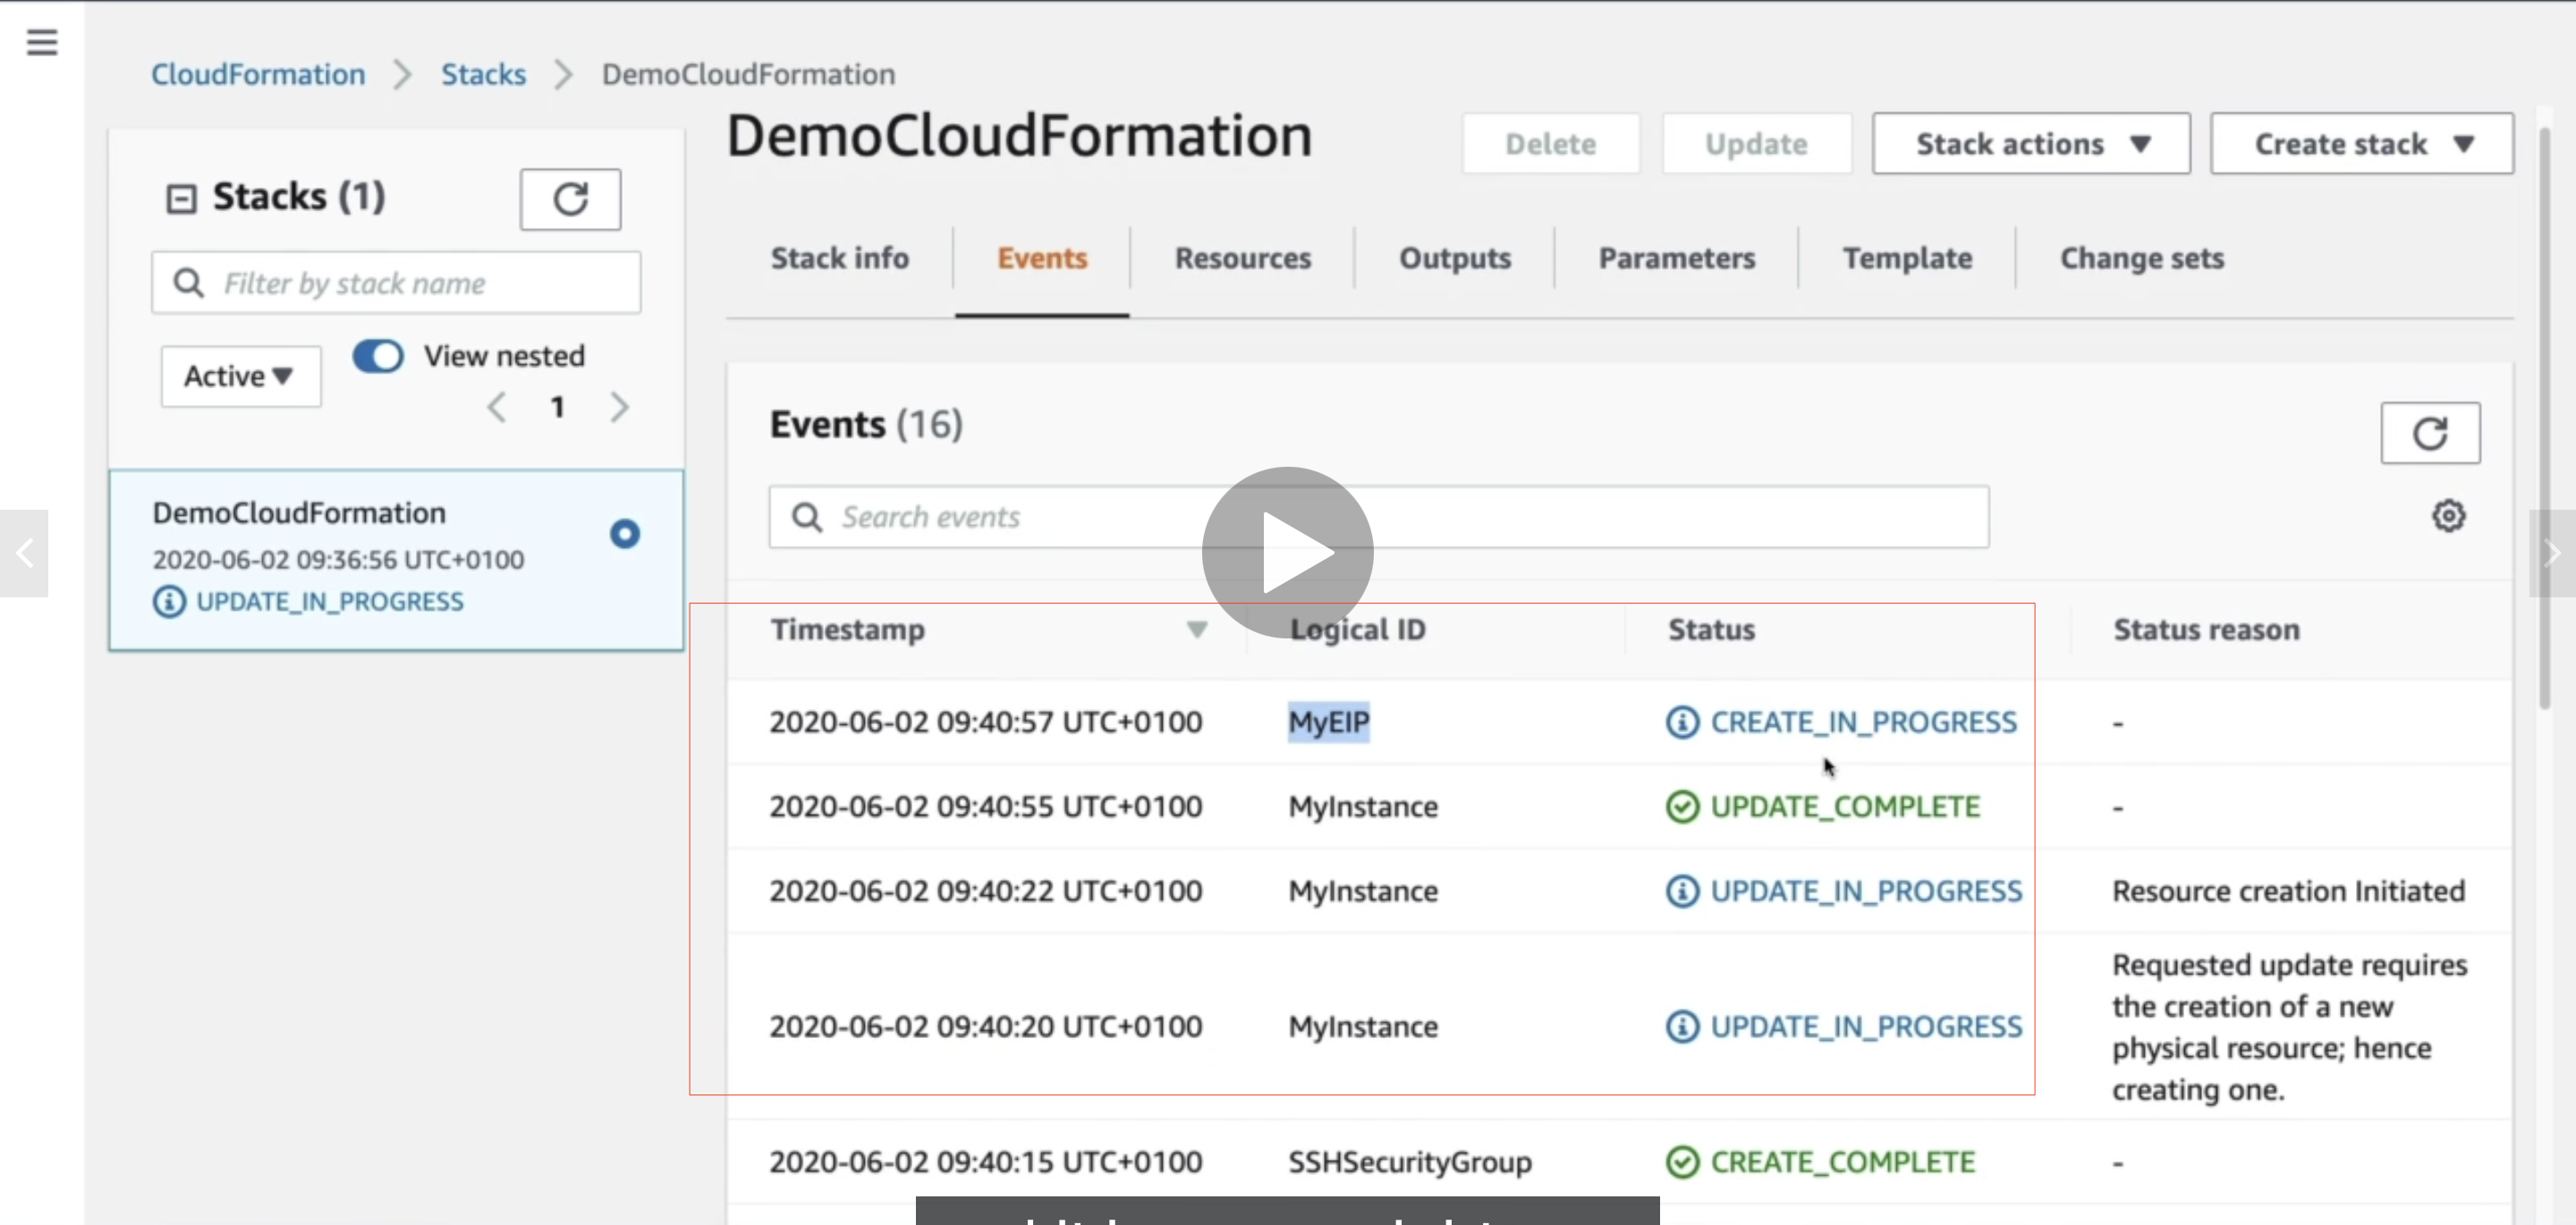 CloudFormation > Stacks > DemoCloudFormation
Stacks (1)
Filter by stack name
Active
View nested
1
DemoCloudFormation
2020-06-02 09:36:56 UTC+0100
UPDATE_IN_PROGRESS
DemoCloudFormation
Delete Update Stack actions Create stack
Stack info Events Resources Outputs Parameters Template Change sets
Events (16)
Search events
Timestamp Logical ID Status Status reason
2020-06-02 09:40:57 UTC+0100 MyEIP CREATE_IN_PROGRESS -
2020-06-02 09:40:55 UTC+0100 MyInstance UPDATE_COMPLETE -
2020-06-02 09:40:22 UTC+0100 MyInstance UPDATE_IN_PROGRESS Resource creation Initiated
2020-06-02 09:40:20 UTC+0100 MyInstance UPDATE_IN_PROGRESS Requested update requires
the creation of a new
physical resource; hence
creating one.
2020-06-02 09:40:15 UTC+0100 SSHSecurityGroup CREATE_COMPLETE -